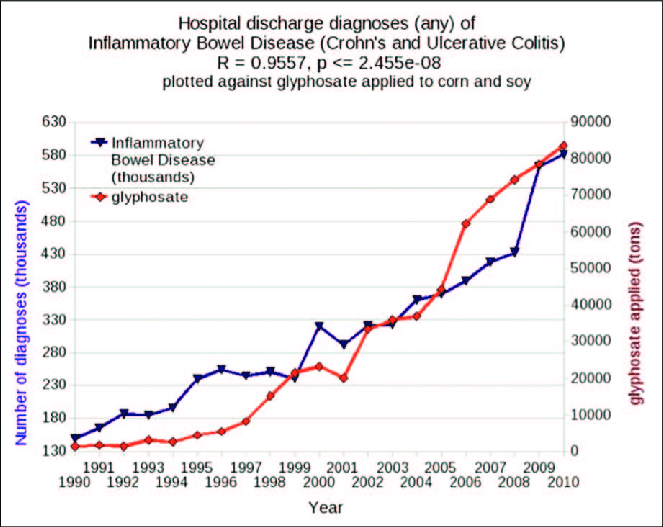 Hospital discharge diagnoses (any) of
Inflammatory Bowel Disease (Crohn's and Ulcerative Colitis)
R = 0.9557, p <= 2.455e-08
plotted against glyphosate applied to corn and soy
Number of diagnoses (thousands)
630
580
530
480
430
380
330
280
230
180
130
Inflammatory
Bowel Disease
(thousands)
glyphosate
90000
80000
70000
60000
50000
40000
30000
20000
10000
0
glyphosate applied (tons)
1991 1993 1995 1997 1999 2001 2003 2005 2007 2009
1990 1992 1994 1996 1998 2000 2002 2004 2006 2008 2010
Year